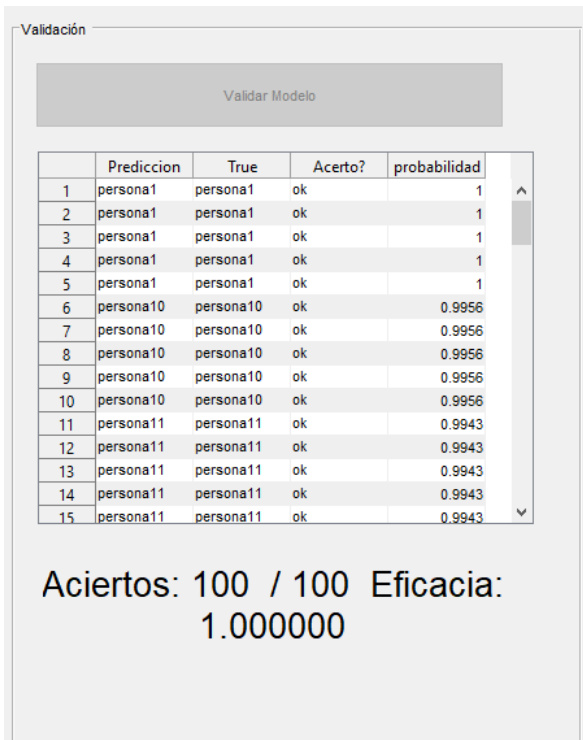 Validación
Validar Modelo
Prediccion True Acerto? probabilidad
1 persona1 persona1 ok 1
2 persona1 persona1 ok 1
3 persona1 persona1 ok 1
4 persona1 persona1 ok 1
5 persona1 persona1 ok 1
6 persona10 persona10 ok 0.9956
7 persona10 persona10 ok 0.9956
8 persona10 persona10 ok 0.9956
9 persona10 persona10 ok 0.9956
10 persona10 persona10 ok 0.9956
11 persona11 persona11 ok 0.9943
12 persona11 persona11 ok 0.9943
13 persona11 persona11 ok 0.9943
14 persona11 persona11 ok 0.9943
15 persona11 persona11 ok 0.9943
Aciertos: 100 / 100 Eficacia:
1.000000